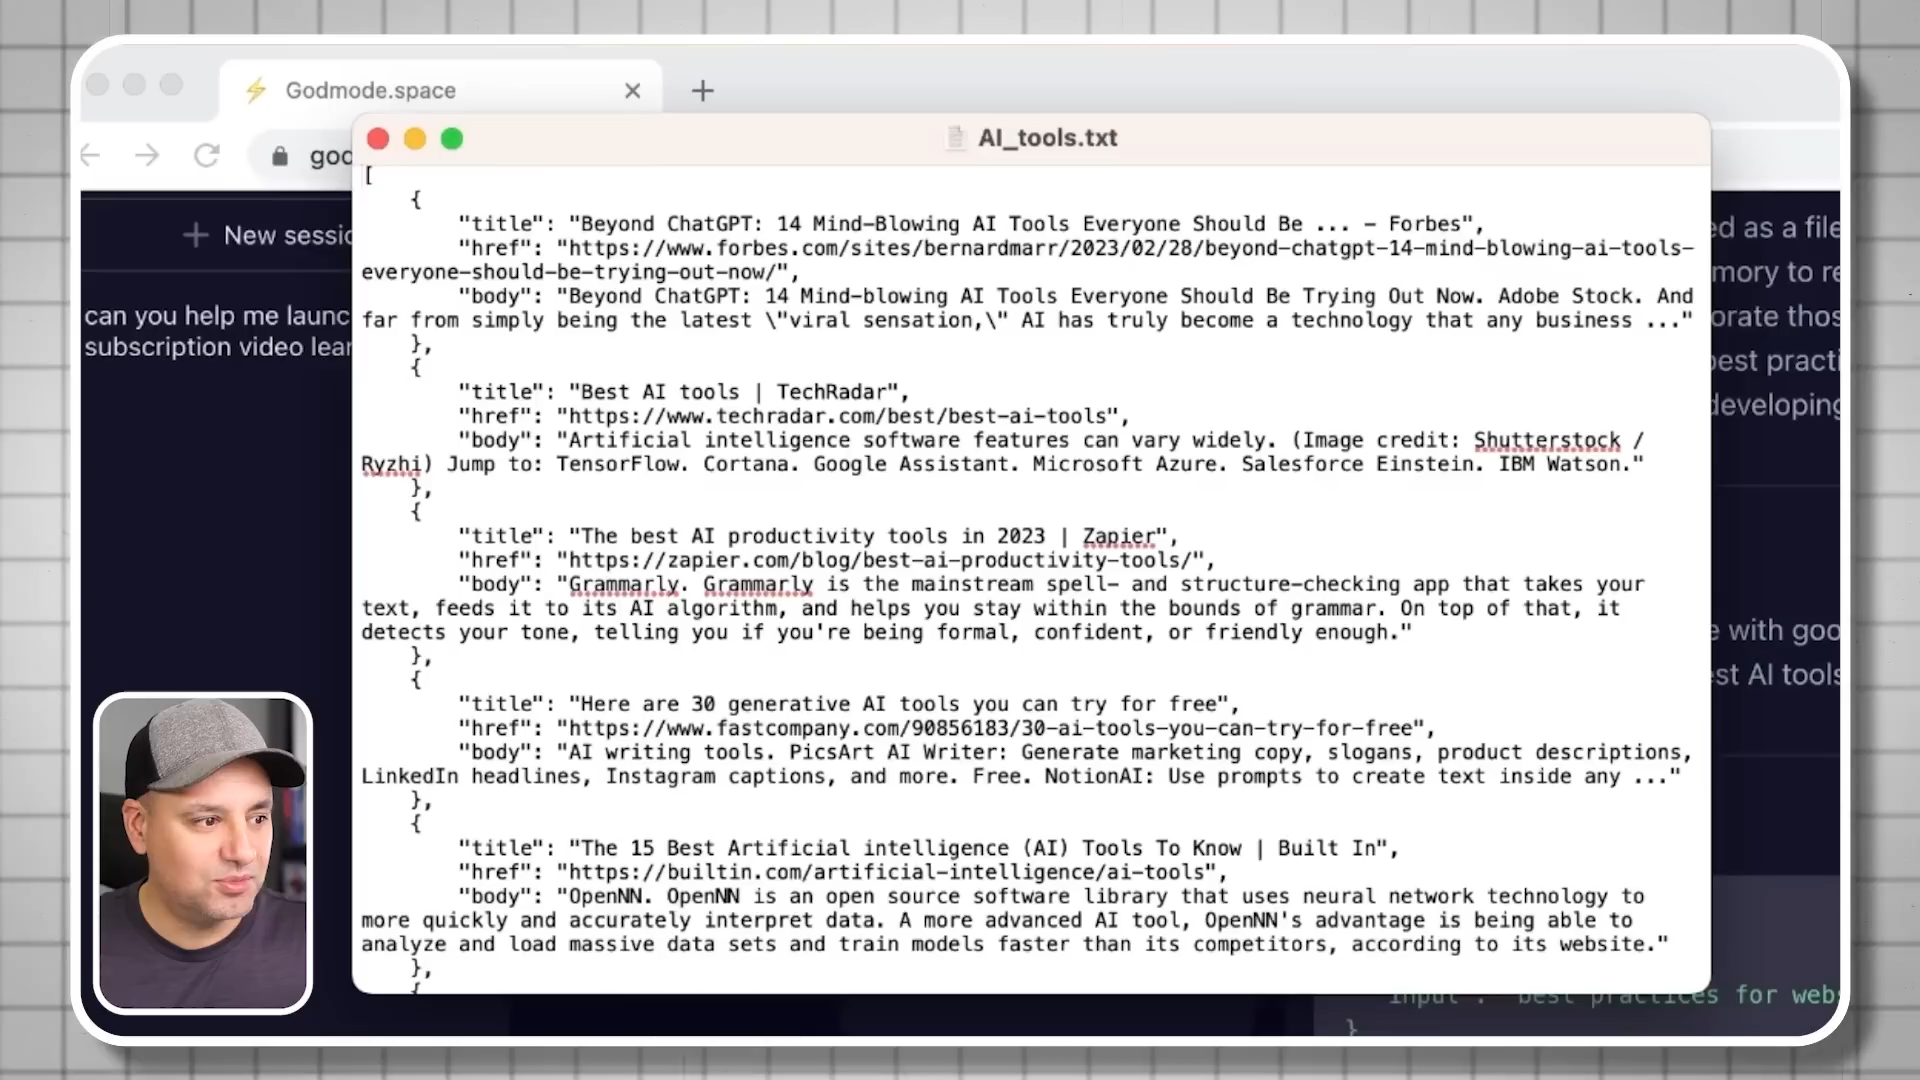 Godmode.space
New sessio
can you help me launc
subscription video lear
AI_tools.txt
[
{
"title": "Beyond ChatGPT: 14 Mind-Blowing AI Tools Everyone Should Be ... - Forbes",
"href": "https://www.forbes.com/sites/bernardmarr/2023/02/28/beyond-chatgpt-14-mind-blowing-ai-tools-
everyone-should-be-trying-out-now/",
"body": "Beyond ChatGPT: 14 Mind-blowing AI Tools Everyone Should Be Trying Out Now. Adobe Stock. And
far from simply being the latest \"viral sensation,\" AI has truly become a technology that any business ..."
},
{
"title": "Best AI tools | TechRadar",
"href": "https://www.techradar.com/best/best-ai-tools",
"body": "Artificial intelligence software features can vary widely. (Image credit: Shutterstock /
Ryzhi) Jump to: TensorFlow. Cortana. Google Assistant. Microsoft Azure. Salesforce Einstein. IBM Watson."
},
{
"title": "The best AI productivity tools in 2023 | Zapier",
"href": "https://zapier.com/blog/best-ai-productivity-tools/",
"body": "Grammarly. Grammarly is the mainstream spell- and structure-checking app that takes your
text, feeds it to its AI algorithm, and helps you stay within the bounds of grammar. On top of that, it
detects your tone, telling you if you're being formal, confident, or friendly enough."
},
{
"title": "Here are 30 generative AI tools you can try for free",
"href": "https://www.fastcompany.com/90856183/30-ai-tools-you-can-try-for-free",
"body": "AI writing tools. PicsArt AI Writer: Generate marketing copy, slogans, product descriptions,
LinkedIn headlines, Instagram captions, and more. Free. NotionAI: Use prompts to create text inside any ..."
},
{
"title": "The 15 Best Artificial intelligence (AI) Tools To Know | Built In",
"href": "https://builtin.com/artificial-intelligence/ai-tools",
"body": "OpenNN. OpenNN is an open source software library that uses neural network technology to
more quickly and accurately interpret data. A more advanced AI tool, OpenNN's advantage is being able to
analyze and load massive data sets and train models faster than its competitors, according to its website."
},
{
ed as a file
mory to re
orate thos
best practi
developing
e with goo
st AI tools
"input": "best practices for webs
}